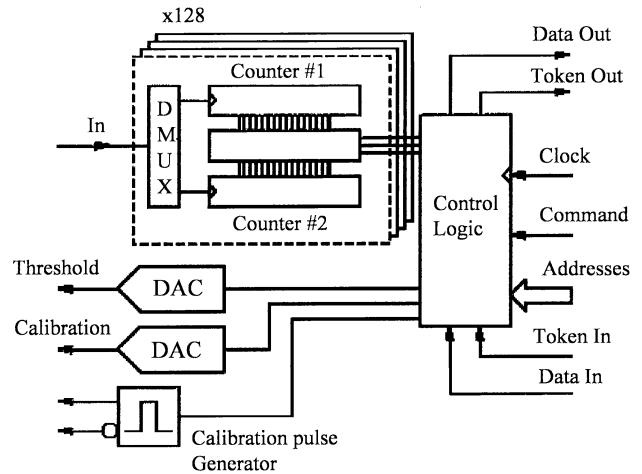 x128
Data Out
Counter #1
Token Out
In
D
M
U
X
Clock
Control
Logic
Command
Counter #2
Addresses
Threshold
DAC
Calibration
DAC
Token In
Data In
Calibration pulse
Generator